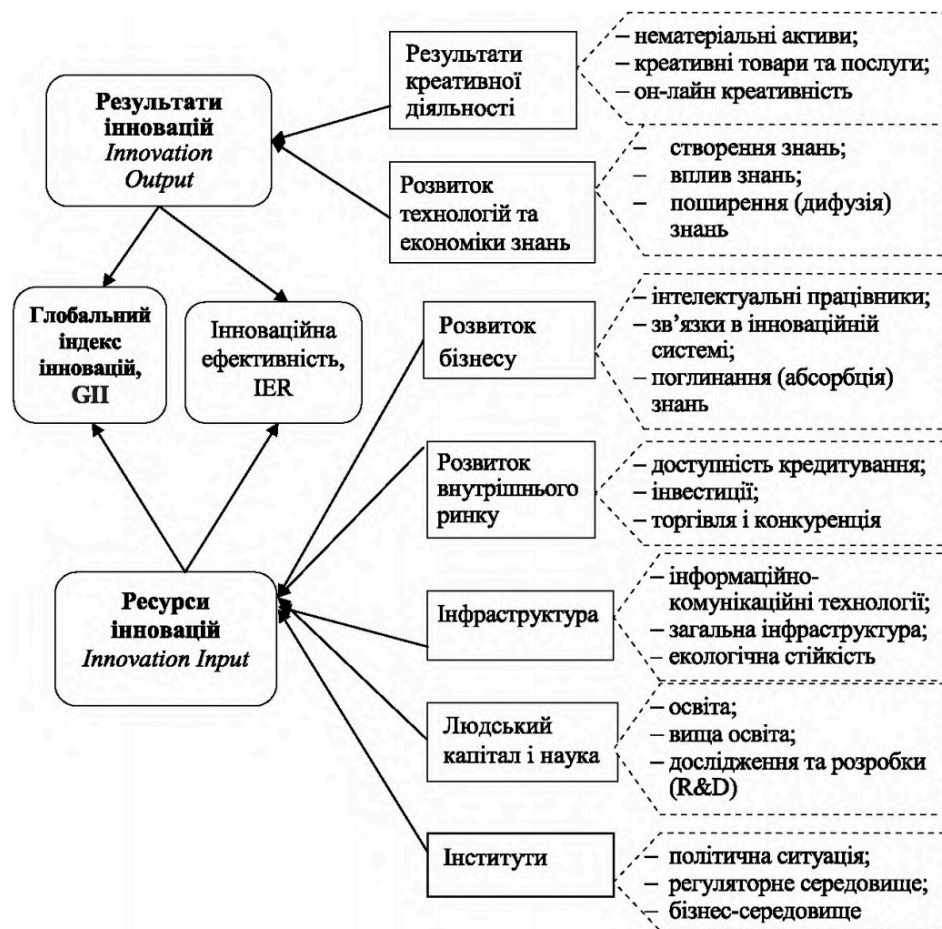 Результати
інновацій
Innovation
Output
Глобальний
індекс
інновацій,
GII
Інноваційна
ефективність,
IER
Ресурси
інновацій
Innovation Input
Результати
креативної
діяльності
– нематеріальні активи;
– креативні товари та послуги;
– он-лайн креативність
Розвиток
технологій та
економіки знань
– створення знань;
– вплив знань;
– поширення (дифузія)
знань
Розвиток
бізнесу
– інтелектуальні працівники;
– зв’язки в інноваційній
системі;
– поглинання (абсорбція)
знань
Розвиток
внутрішнього
ринку
– доступність кредитування;
– інвестиції;
– торгівля і конкуренція
Інфраструктура
– інформаційно-
комунікаційні технології;
– загальна інфраструктура;
– екологічна стійкість
Людський
капітал і наука
– освіта;
– вища освіта;
– дослідження та розробки
(R&D)
Інститути
– політична ситуація;
– регуляторне середовище;
– бізнес-середовище